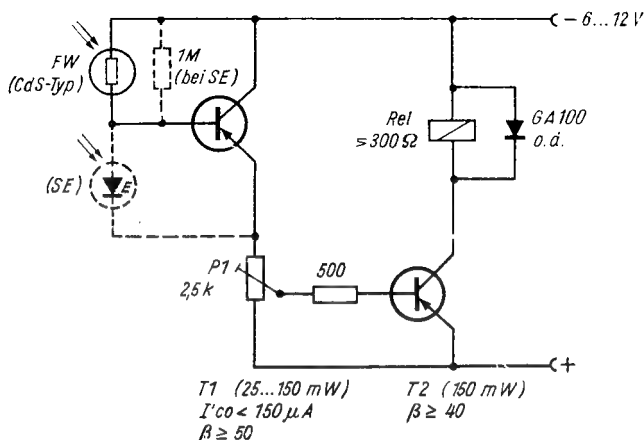 – 6...12 V
FW
(CdS-Typ)
1M
(bei SE)
Rel
≤ 300 Ω
GA 100
o.ä.
(SE)
E
P1
2,5 k
500
+
T1 (25...150 mW)
I'co < 150 µA
β ≥ 50
T2 (150 mW)
β ≥ 40